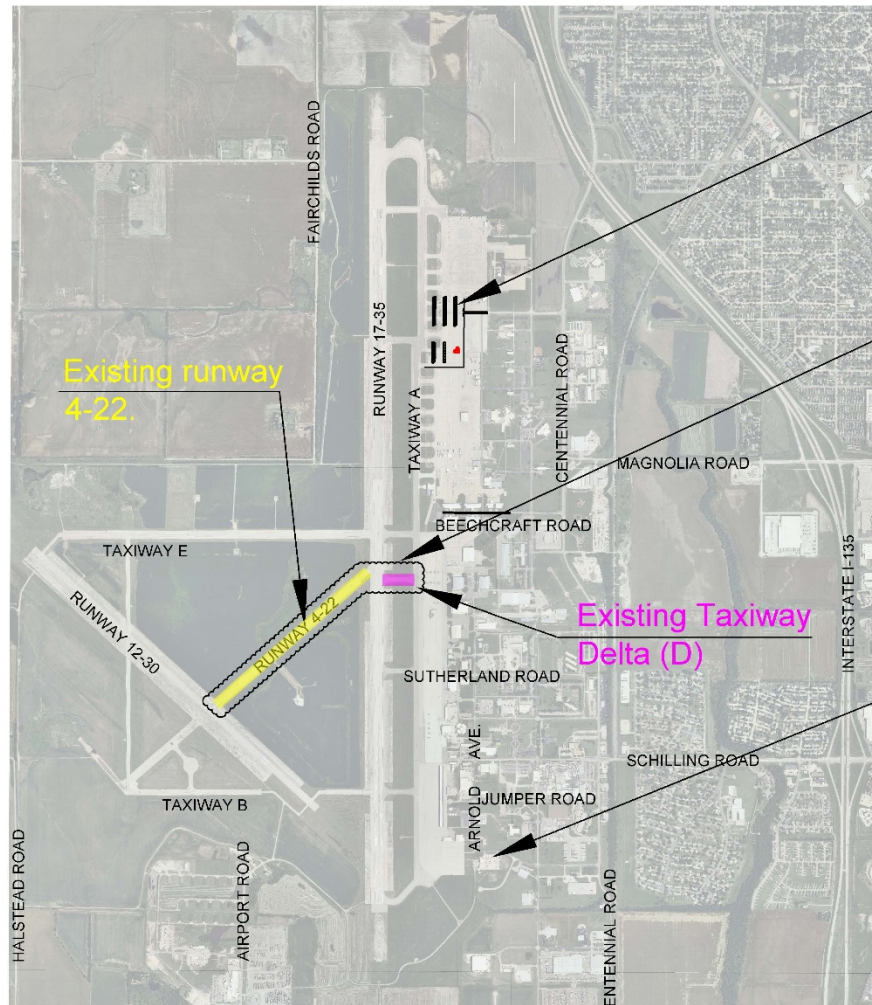 FAIRCHILDS ROAD
RUNWAY 17-35
TAXIWAY A
CENTENNIAL ROAD
Existing runway
4-22.
MAGNOLIA ROAD
BEECHCRAFT ROAD
TAXIWAY E
RUNWAY 12-30
RUNWAY 4-22
Existing Taxiway
Delta (D)
INTERSTATE I-135
SUTHERLAND ROAD
ARNOLD AVE.
SCHILLING ROAD
JUMPER ROAD
TAXIWAY B
HALSTEAD ROAD
AIRPORT ROAD
ENTENNIAL ROAD